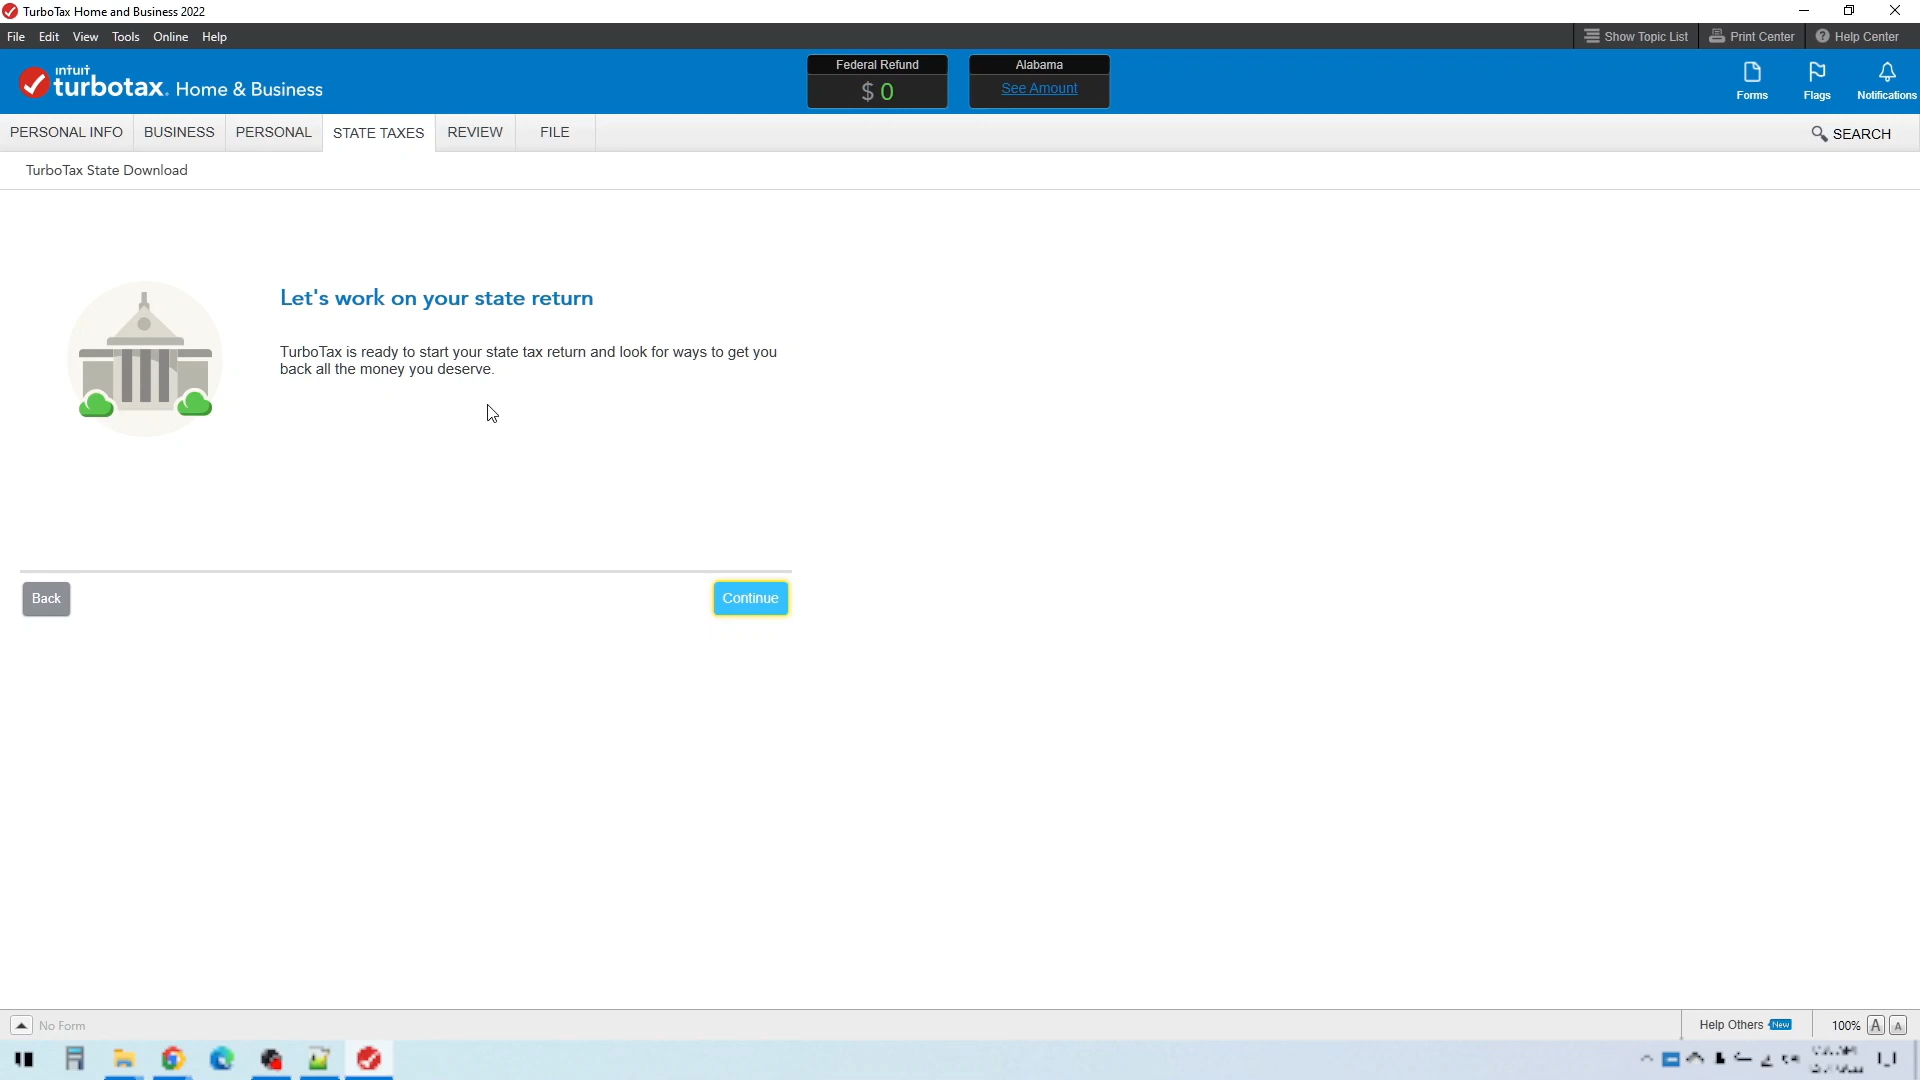 TurboTax Home and Business 2022
File Edit View Tools Online Help
Show Topic List Print Center Help Center
intuit
turbotax. Home & Business
Federal Refund
$ 0
Alabama
See Amount
Forms Flags Notifications
PERSONAL INFO BUSINESS PERSONAL STATE TAXES REVIEW FILE
SEARCH
TurboTax State Download
Let's work on your state return
TurboTax is ready to start your state tax return and look for ways to get you
back all the money you deserve.
Back Continue
No Form
Help Others New
100% A A